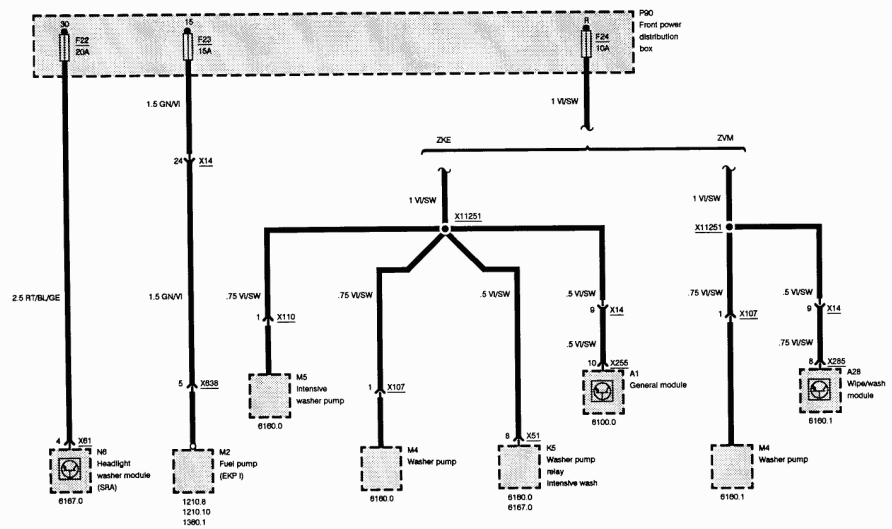 P90
Front power
distribution
box
30
F22
20A
15
F23
15A
R
F24
10A
1.5 GN/VI
1 VI/SW
24 X14
ZKE
ZVM
1 VI/SW
X11251
1 VI/SW
X11251
2.5 RT/BL/GE
1.5 GN/VI
.75 VI/SW
.75 VI/SW
.5 VI/SW
.5 VI/SW
.75 VI/SW
.5 VI/SW
1 X110
9 X14
1 X107
9 X14
.5 VI/SW
.75 VI/SW
5 X638
1 X107
10 X255
8 X285
M5
Intensive
washer pump
6160.0
A1
General module
6100.0
A28
Wipe/wash
module
6160.1
4 X61
N6
Headlight
washer module
(SRA)
6167.0
M2
Fuel pump
(EKP I)
1210.8
1210.10
1360.1
M4
Washer pump
6160.0
8 X51
K5
Washer pump
relay
Intensive wash
6160.0
6167.0
M4
Washer pump
6160.1